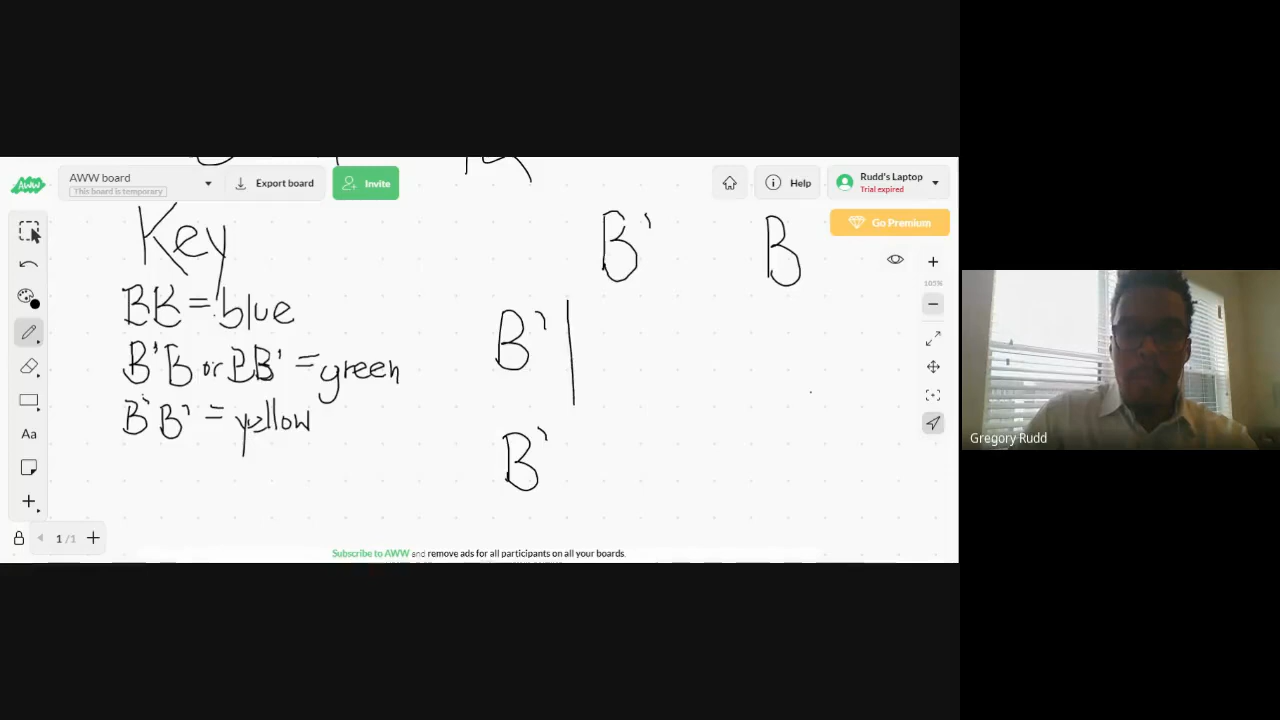 AWW
AWW board
This board is temporary
Export board
Invite
Help
Rudd's Laptop
Trial expired
Go Premium
Key
BB = blue
B'B or BB' = green
B'B' = yellow
B' B
B'
B'
105%
Aa
1/1
Subscribe to AWW and remove ads for all participants on all your boards.
Gregory Rudd